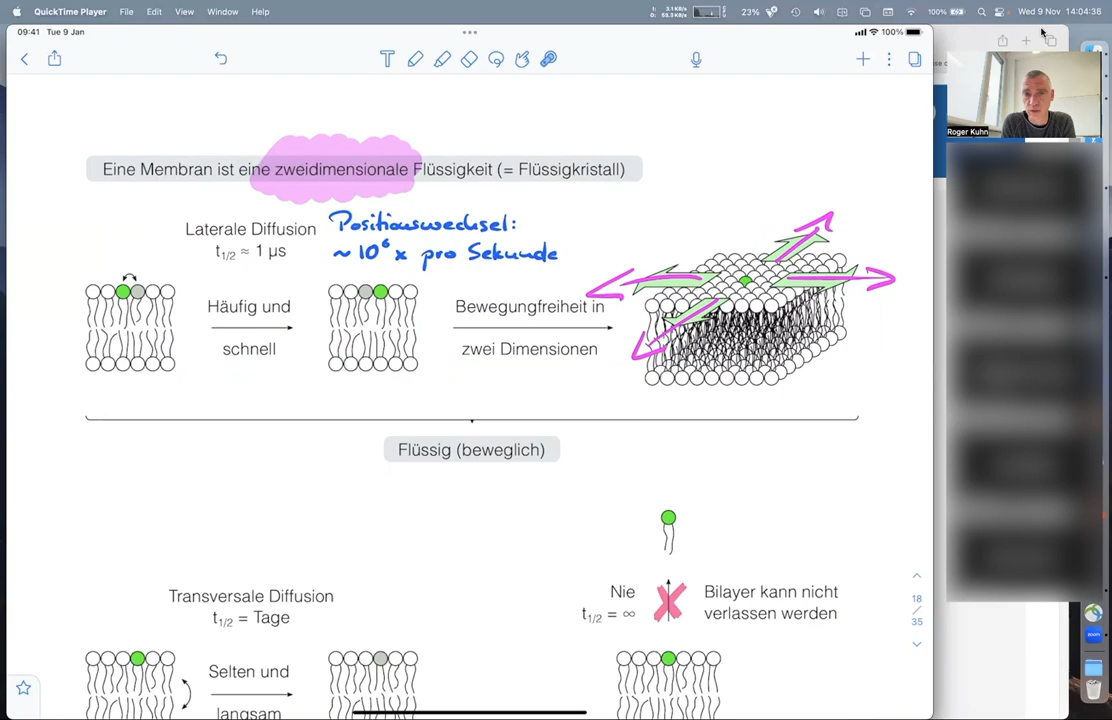 QuickTime Player File Edit View Window Help
23% 100% Wed 9 Nov 14:04:36
09:41 Tue 9 Jan
100%
Roger Kuhn
Eine Membran ist eine zweidimensionale Flüssigkeit (= Flüssigkristall)
Laterale Diffusion
t1/2 ≈ 1 µs
Positionswechsel:
~ 10⁶ x pro Sekunde
Häufig und
schnell
Bewegungfreiheit in
zwei Dimensionen
Flüssig (beweglich)
Transversale Diffusion
t1/2 = Tage
Nie
t1/2 = ∞
Bilayer kann nicht
verlassen werden
18
/
35
Selten und
langsam
zoom